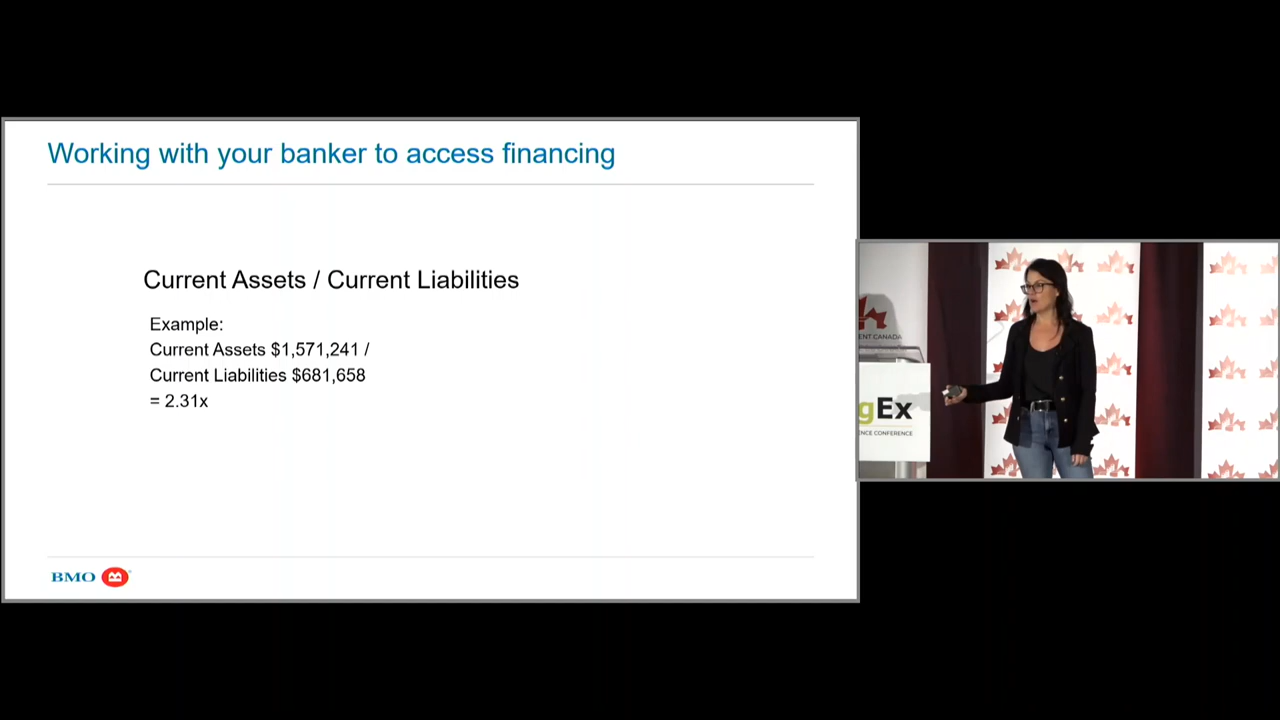 Working with your banker to access financing
Current Assets / Current Liabilities
Example:
Current Assets $1,571,241 /
Current Liabilities $681,658
= 2.31x
BMO
ENT CANADA
gEx
ENCE CONFERENCE